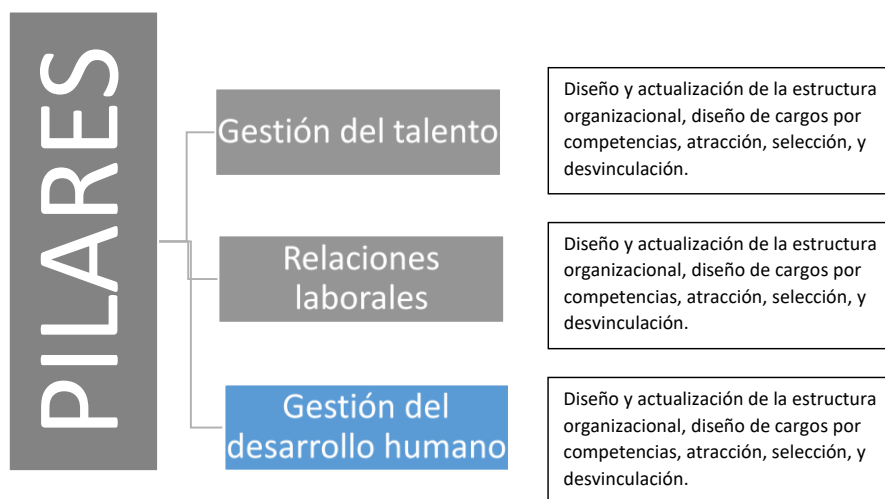 PILARES
Gestión del talento
Diseño y actualización de la estructura
organizacional, diseño de cargos por
competencias, atracción, selección, y
desvinculación.
Relaciones
laborales
Diseño y actualización de la estructura
organizacional, diseño de cargos por
competencias, atracción, selección, y
desvinculación.
Gestión del
desarrollo humano
Diseño y actualización de la estructura
organizacional, diseño de cargos por
competencias, atracción, selección, y
desvinculación.